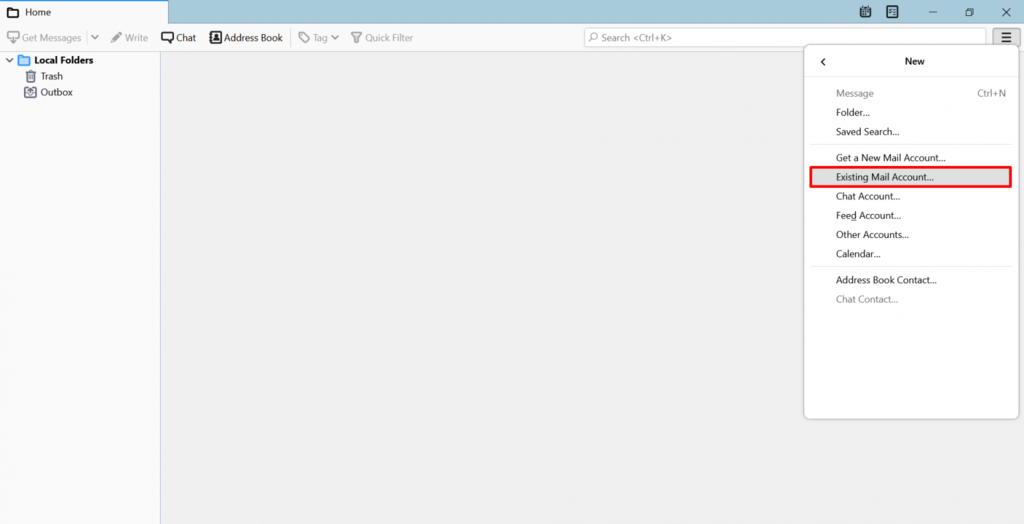 Home
Get Messages Write Chat Address Book Tag Quick Filter Search <Ctrl+K>
Local Folders
Trash
Outbox
New
Message Ctrl+N
Folder...
Saved Search...
Get a New Mail Account...
Existing Mail Account...
Chat Account...
Feed Account...
Other Accounts...
Calendar...
Address Book Contact...
Chat Contact...